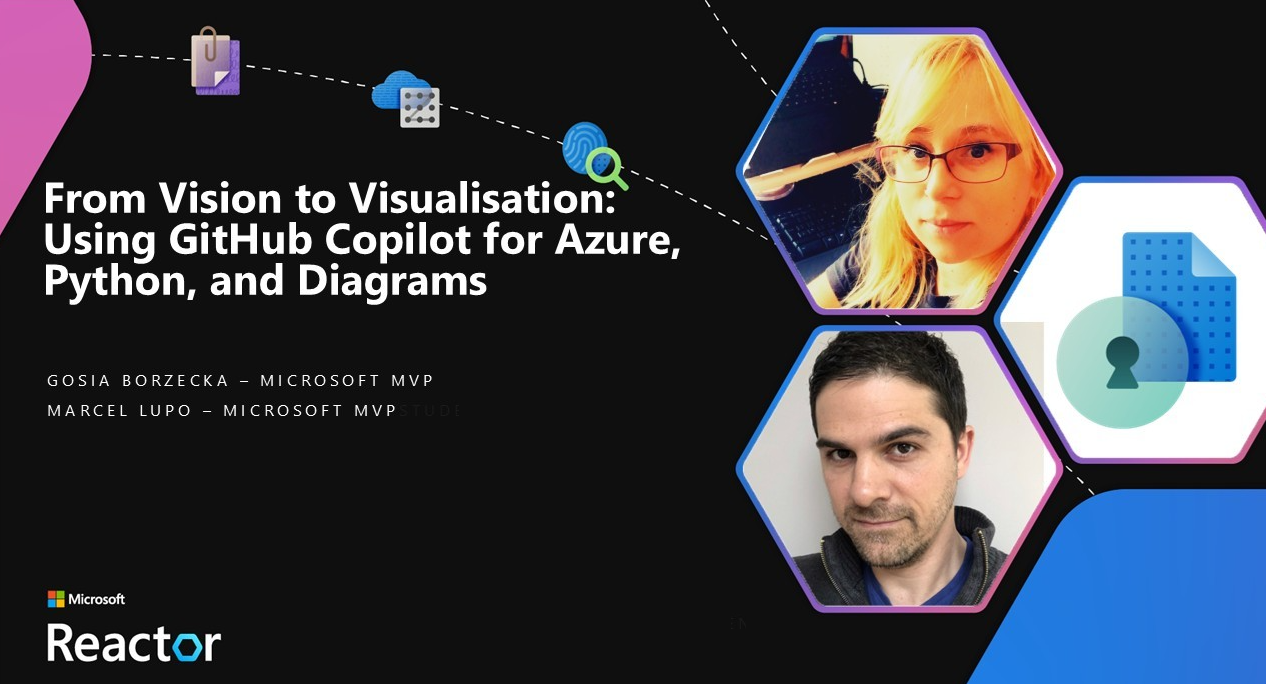 From Vision to Visualisation:
Using GitHub Copilot for Azure,
Python, and Diagrams
GOSIA BORZECKA – MICROSOFT MVP
MARCEL LUPO – MICROSOFT MVPSTUDE
Microsoft
Reactor